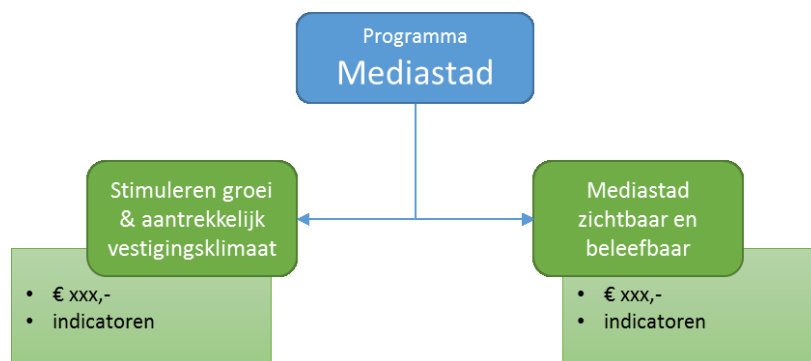 Programma
Mediastad
Stimuleren groei
& aantrekkelijk
vestigingsklimaat
• € xxx,-
• indicatoren
Mediastad
zichtbaar en
beleefbaar
• € xxx,-
• indicatoren